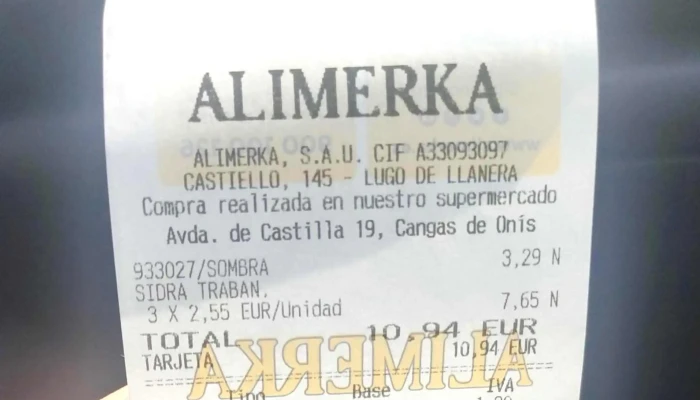 ALIMERKA
ALIMERKA, S.A.U. CIF A33093097
CASTIELLO, 145 - LUGO DE LLANERA
Compra realizada en nuestro supermercado
Avda. de Castilla 19, Cangas de Onís
933027/SOMBRA 3,29 N
SIDRA TRABAN.
3 X 2,55 EUR/Unidad 7,65 N
TOTAL 10,94 EUR
TARJETA 10,94 EUR
ALIMERKA
Tipo Base IVA